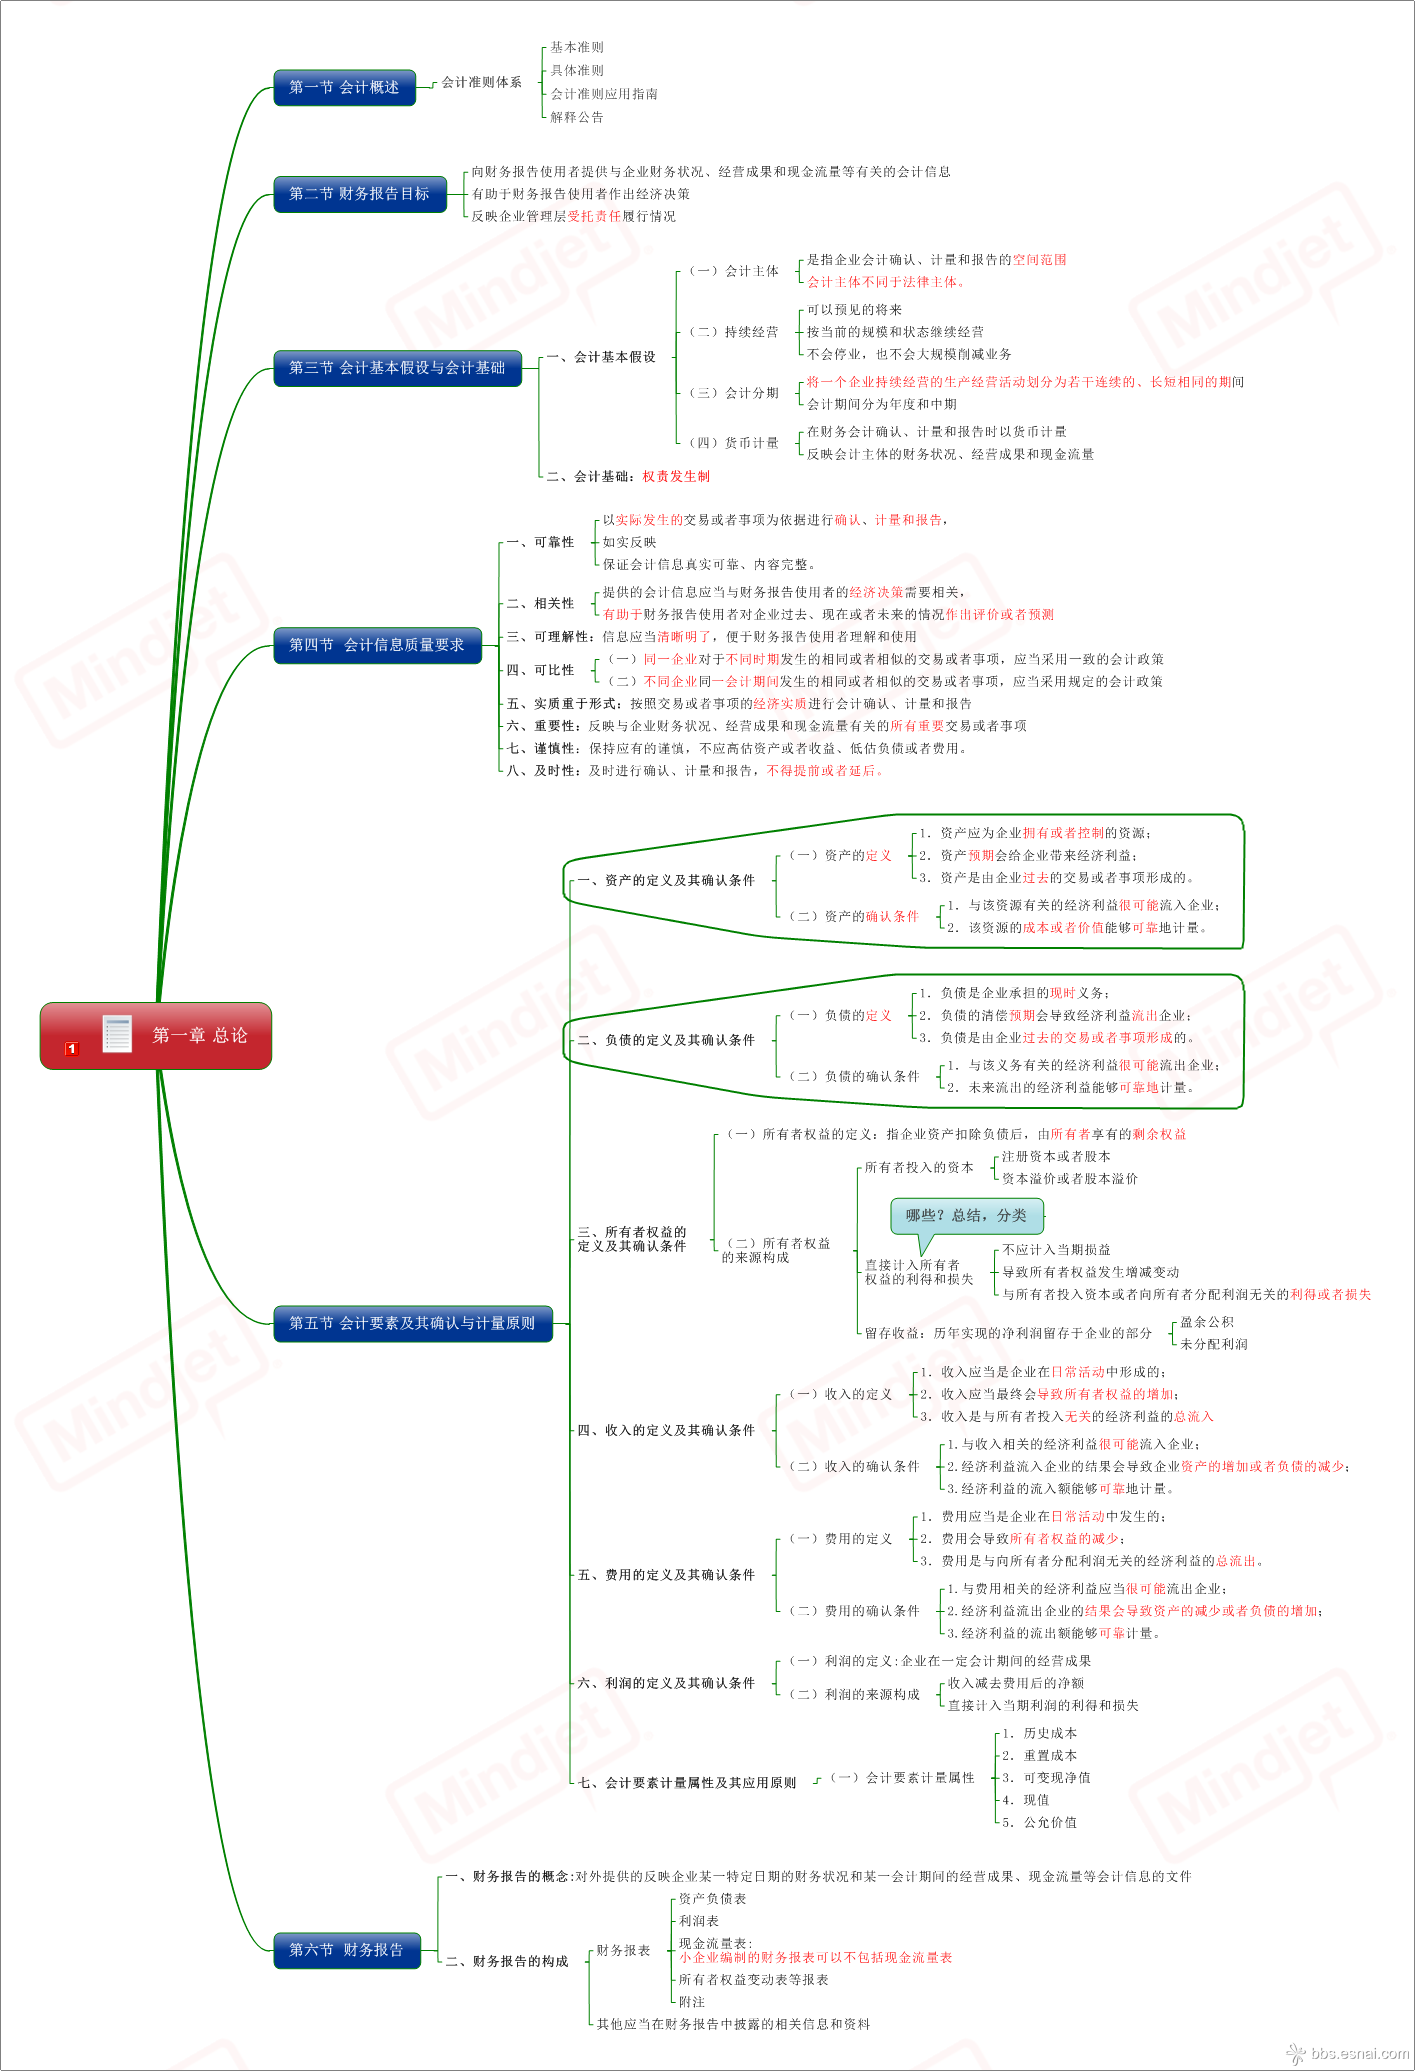 第一章 总论
1
第一节 会计概述
会计准则体系
基本准则
具体准则
会计准则应用指南
解释公告
第二节 财务报告目标
向财务报告使用者提供与企业财务状况、经营成果和现金流量等有关的会计信息
有助于财务报告使用者作出经济决策
反映企业管理层受托责任履行情况
第三节 会计基本假设与会计基础
一、会计基本假设
（一）会计主体
是指企业会计确认、计量和报告的空间范围
会计主体不同于法律主体。
（二）持续经营
可以预见的将来
按当前的规模和状态继续经营
不会停业，也不会大规模削减业务
（三）会计分期
将一个企业持续经营的生产经营活动划分为若干连续的、长短相同的期间
会计期间分为年度和中期
（四）货币计量
在财务会计确认、计量和报告时以货币计量
反映会计主体的财务状况、经营成果和现金流量
二、会计基础：权责发生制
第四节 会计信息质量要求
一、可靠性
以实际发生的交易或者事项为依据进行确认、计量和报告，
如实反映
保证会计信息真实可靠、内容完整。
二、相关性
提供的会计信息应当与财务报告使用者的经济决策需要相关，
有助于财务报告使用者对企业过去、现在或者未来的情况作出评价或者预测
三、可理解性：信息应当清晰明了，便于财务报告使用者理解和使用
四、可比性
（一）同一企业对于不同时期发生的相同或者相似的交易或者事项，应当采用一致的会计政策
（二）不同企业同一会计期间发生的相同或者相似的交易或者事项，应当采用规定的会计政策
五、实质重于形式：按照交易或者事项的经济实质进行会计确认、计量和报告
六、重要性：反映与企业财务状况、经营成果和现金流量有关的所有重要交易或者事项
七、谨慎性：保持应有的谨慎，不应高估资产或者收益、低估负债或者费用。
八、及时性：及时进行确认、计量和报告，不得提前或者延后。
第五节 会计要素及其确认与计量原则
一、资产的定义及其确认条件
（一）资产的定义
1. 资产应为企业拥有或者控制的资源；
2. 资产预期会给企业带来经济利益；
3. 资产是由企业过去的交易或者事项形成的。
（二）资产的确认条件
1. 与该资源有关的经济利益很可能流入企业；
2. 该资源的成本或者价值能够可靠地计量。
二、负债的定义及其确认条件
（一）负债的定义
1. 负债是企业承担的现时义务；
2. 负债的清偿预期会导致经济利益流出企业；
3. 负债是由企业过去的交易或者事项形成的。
（二）负债的确认条件
1. 与该义务有关的经济利益很可能流出企业；
2. 未来流出的经济利益能够可靠地计量。
三、所有者权益的
定义及其确认条件
（一）所有者权益的定义：指企业资产扣除负债后，由所有者享有的剩余权益
（二）所有者权益
的来源构成
所有者投入的资本
注册资本或者股本
资本溢价或者股本溢价
哪些？总结，分类
直接计入所有者
权益的利得和损失
不应计入当期损益
导致所有者权益发生增减变动
与所有者投入资本或者向所有者分配利润无关的利得或者损失
留存收益：历年实现的净利润留存于企业的部分
盈余公积
未分配利润
四、收入的定义及其确认条件
（一）收入的定义
1. 收入应当是企业在日常活动中形成的；
2. 收入应当最终会导致所有者权益的增加；
3. 收入是与所有者投入无关的经济利益的总流入
（二）收入的确认条件
1.与收入相关的经济利益很可能流入企业；
2.经济利益流入企业的结果会导致企业资产的增加或者负债的减少；
3.经济利益的流入额能够可靠地计量。
五、费用的定义及其确认条件
（一）费用的定义
1. 费用应当是企业在日常活动中发生的；
2. 费用会导致所有者权益的减少；
3. 费用是与向所有者分配利润无关的经济利益的总流出。
（二）费用的确认条件
1.与费用相关的经济利益应当很可能流出企业；
2.经济利益流出企业的结果会导致资产的减少或者负债的增加；
3.经济利益的流出额能够可靠计量。
六、利润的定义及其确认条件
（一）利润的定义:企业在一定会计期间的经营成果
（二）利润的来源构成
收入减去费用后的净额
直接计入当期利润的利得和损失
七、会计要素计量属性及其应用原则
（一）会计要素计量属性
1. 历史成本
2. 重置成本
3. 可变现净值
4. 现值
5. 公允价值
第六节 财务报告
一、财务报告的概念:对外提供的反映企业某一特定日期的财务状况和某一会计期间的经营成果、现金流量等会计信息的文件
二、财务报告的构成
财务报表
资产负债表
利润表
现金流量表:
小企业编制的财务报表可以不包括现金流量表
所有者权益变动表等报表
附注
其他应当在财务报告中披露的相关信息和资料
bbs.esnai.com